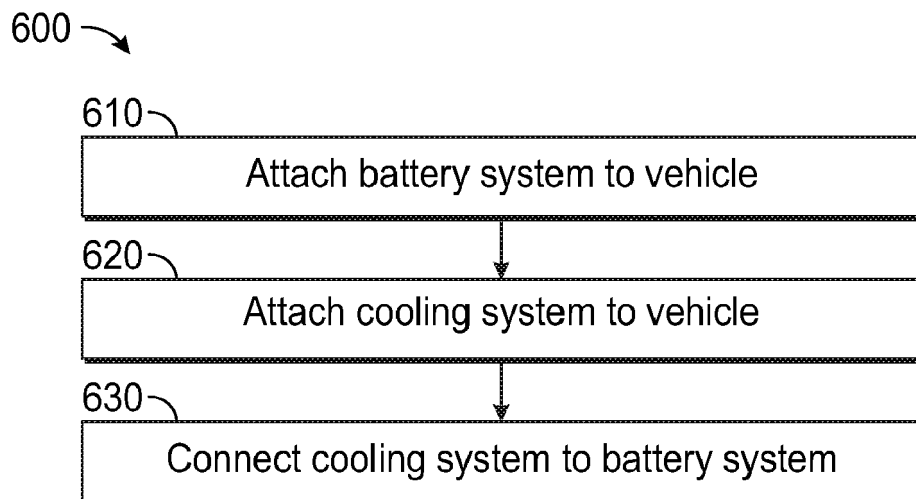 600
610
Attach battery system to vehicle
620
Attach cooling system to vehicle
630
Connect cooling system to battery system